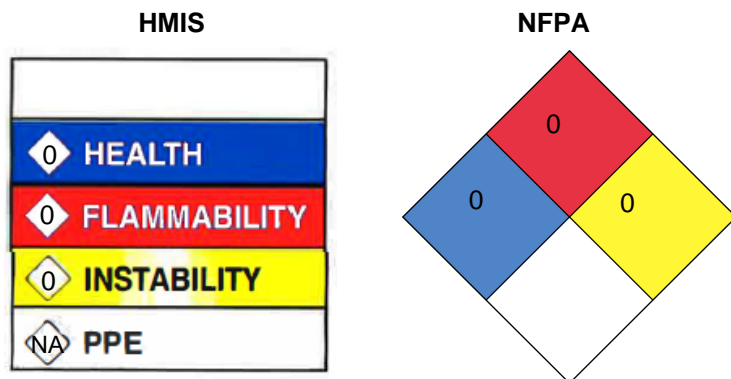 HMIS
0 HEALTH
0 FLAMMABILITY
0 INSTABILITY
NA PPE
NFPA
0
0
0